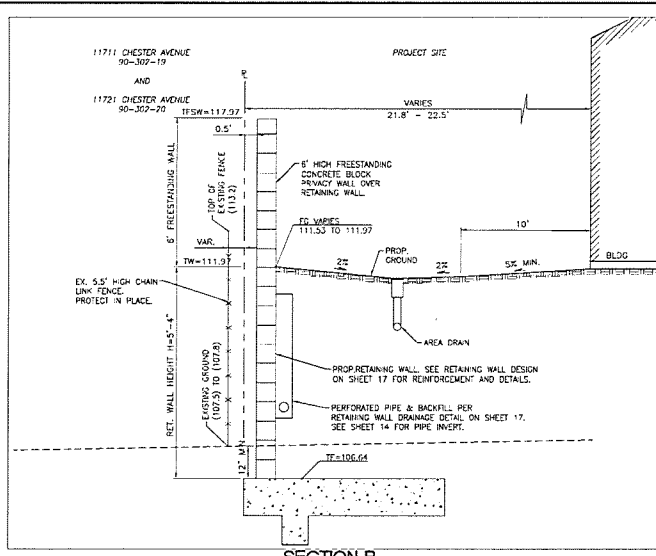 11711 CHESTER AVENUE
90-302-19
AND
11721 CHESTER AVENUE
90-302-20
PROJECT SITE
VARIES
21.8' - 22.5'
TFSW=117.97
0.5'
6' FREESTANDING WALL
TOP OF
EXISTING FENCE
(113.2)
6' HIGH FREESTANDING
CONCRETE BLOCK
PRIVACY WALL OVER
RETAINING WALL.
FG VARIES
111.53 TO 111.97
VAR.
TW=111.97
10'
PROP.
GROUND
2%
2%
5% MIN.
BLDG
EX. 5.5' HIGH CHAIN
LINK FENCE.
PROTECT IN PLACE.
AREA DRAIN
RET. WALL HEIGHT H=5'-4"
EXISTING GROUND
(107.5) TO (107.8)
PROP.RETAINING WALL. SEE RETAINING WALL DESIGN
ON SHEET 17 FOR REINFORCEMENT AND DETAILS.
PERFORATED PIPE & BACKFILL PER
RETAINING WALL DRAINAGE DETAIL ON SHEET 17.
SEE SHEET 14 FOR PIPE INVERT.
12" MIN
TF=106.64
SECTION B